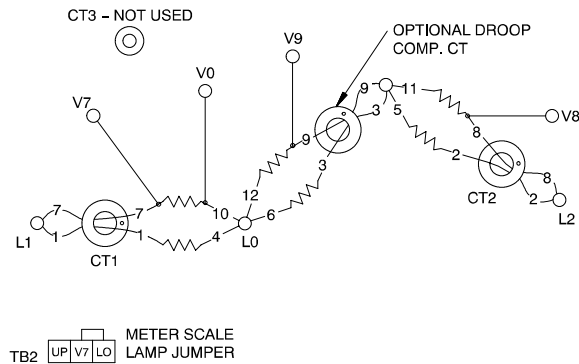 CT3 – NOT USED
OPTIONAL DROOP
COMP. CT
V9
V0
V7
V8
9
3
11
5
8
2
9
3
12
6
7
1
7
1
10
4
8
2
L1
CT1
L0
CT2
L2
TB2
UP V7 LO
METER SCALE
LAMP JUMPER